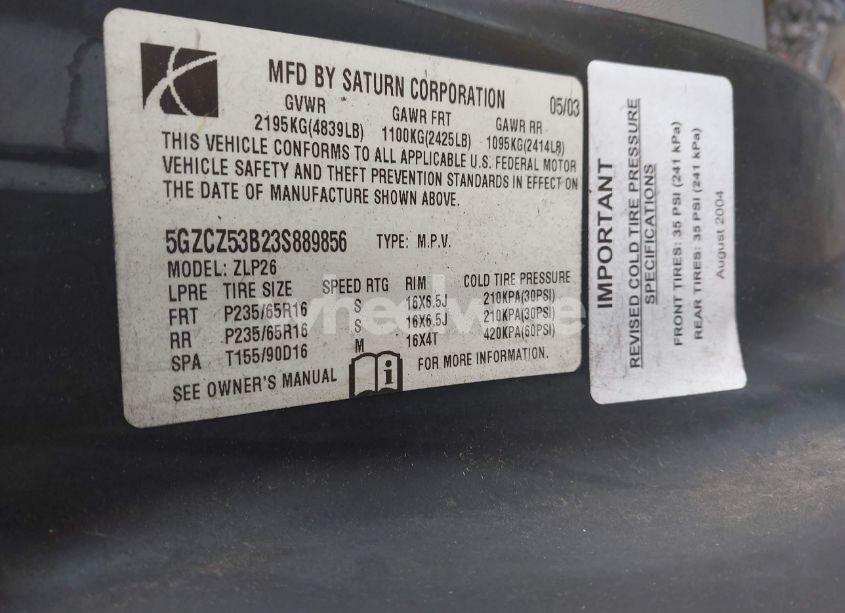 MFD BY SATURN CORPORATION 05/03
GVWR GAWR FRT GAWR RR
2195KG(4839LB) 1100KG(2425LB) 1095KG(2414LB)
THIS VEHICLE CONFORMS TO ALL APPLICABLE U.S. FEDERAL MOTOR
VEHICLE SAFETY AND THEFT PREVENTION STANDARDS IN EFFECT ON
THE DATE OF MANUFACTURE SHOWN ABOVE.
5GZCZ53B23S889856 TYPE: M.P.V.
MODEL: ZLP26
LPRE TIRE SIZE SPEED RTG RIM COLD TIRE PRESSURE
FRT P235/65R16 S 16X6.5J 210KPA(30PSI)
RR P235/65R16 S 16X6.5J 210KPA(30PSI)
SPA T155/90D16 M 16X4T 420KPA(60PSI)
SEE OWNER'S MANUAL i FOR MORE INFORMATION.
IMPORTANT
REVISED COLD TIRE PRESSURE
SPECIFICATIONS
FRONT TIRES: 35 PSI (241 kPa)
REAR TIRES: 35 PSI (241 kPa)
August 2004